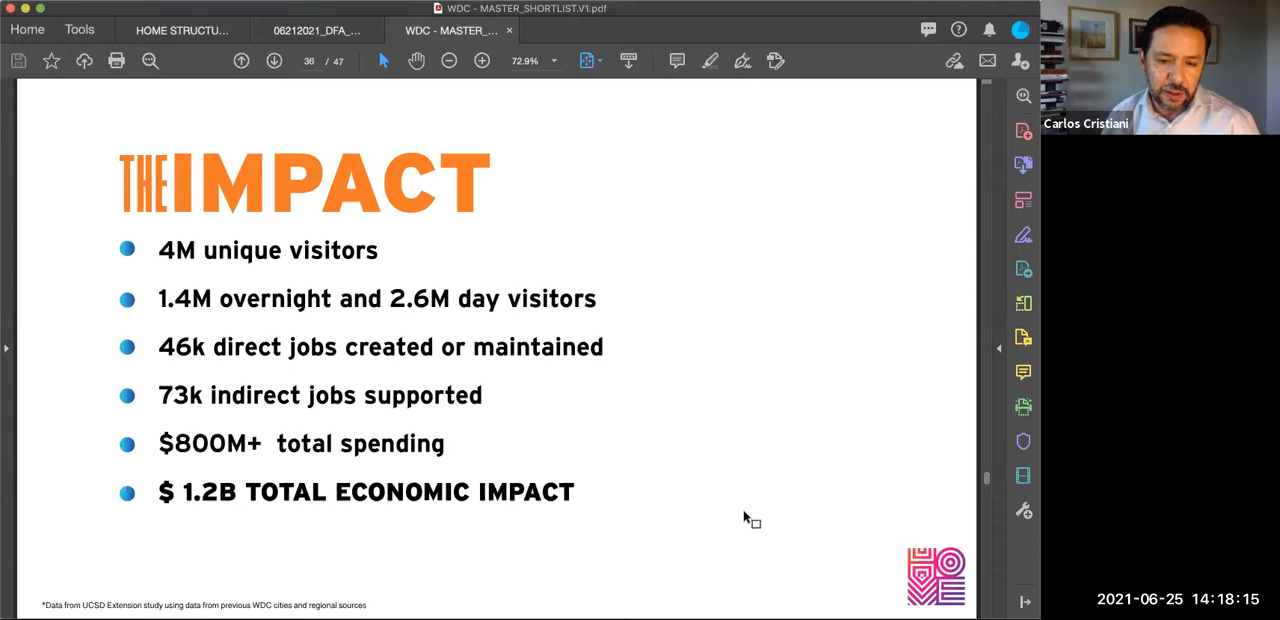 WDC - MASTER_SHORTLIST.V1.pdf
Home
Tools
HOME STRUCTU...
06212021_DFA_...
WDC - MASTER_...
36 / 47
72.9%
Carlos Cristiani
THE IMPACT
4M unique visitors
1.4M overnight and 2.6M day visitors
46k direct jobs created or maintained
73k indirect jobs supported
$800M+ total spending
$ 1.2B TOTAL ECONOMIC IMPACT
HOME
*Data from UCSD Extension study using data from previous WDC cities and regional sources
2021-06-25 14:18:15